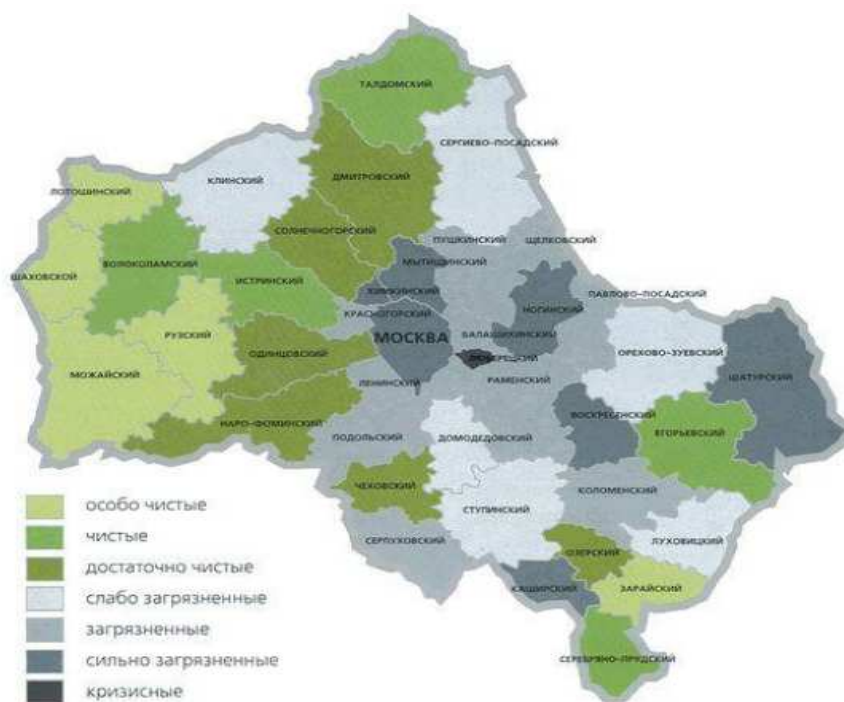 ТАЛДОМСКИЙ
СЕРГИЕВО-ПОСАДСКИЙ
КЛИНСКИЙ
ДМИТРОВСКИЙ
ЛОТОШИНСКИЙ
СОЛНЕЧНОГОРСКИЙ
ПУШКИНСКИЙ
ЩЕЛКОВСКИЙ
ВОЛОКОЛАМСКИЙ
МЫТИЩИНСКИЙ
ШАХОВСКОЙ
ИСТРИНСКИЙ
ХИМКИНСКИЙ
ПАВЛОВО-ПОСАДСКИЙ
НОГИНСКИЙ
КРАСНОГОРСКИЙ
РУЗСКИЙ
МОСКВА
БАЛАШИХИНСКИЙ
ОДИНЦОВСКИЙ
ЛЮБЕРЕЦКИЙ
ОРЕХОВО-ЗУЕВСКИЙ
МОЖАЙСКИЙ
ЛЕНИНСКИЙ
РАМЕНСКИЙ
ШАТУРСКИЙ
ВОСКРЕСЕНСКИЙ
НАРО-ФОМИНСКИЙ
ЕГОРЬЕВСКИЙ
ПОДОЛЬСКИЙ
ДОМОДЕДОВСКИЙ
ЧЕХОВСКИЙ
КОЛОМЕНСКИЙ
СТУПИНСКИЙ
СЕРПУХОВСКИЙ
ЛУХОВИЦКИЙ
ОЗЕРСКИЙ
КАШИРСКИЙ
ЗАРАЙСКИЙ
СЕРЕБРЯНО-ПРУДСКИЙ
особо чистые
чистые
достаточно чистые
слабо загрязненные
загрязненные
сильно загрязненные
кризисные